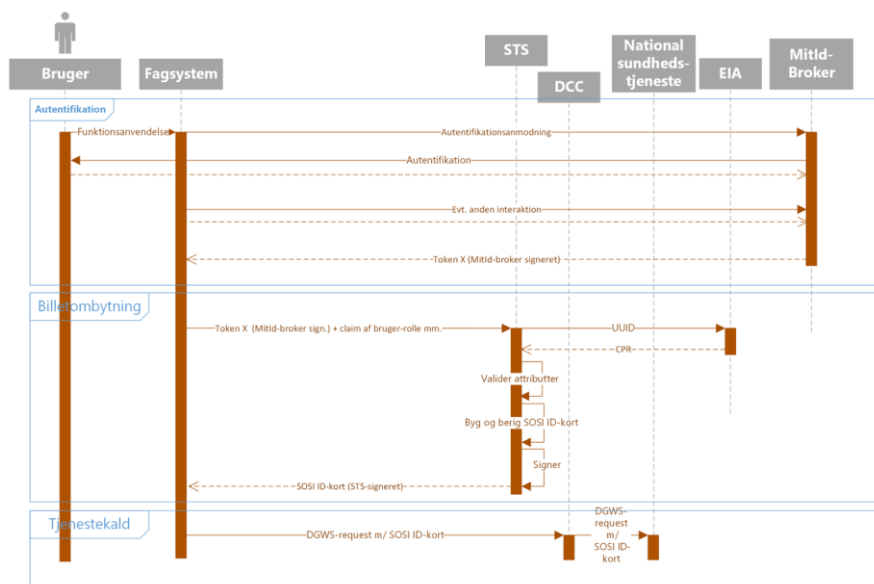 Bruger
Fagsystem
STS
DCC
National
sundheds-
tjeneste
EIA
MitId-
Broker
Autentifikation
Funktionsanvendelse
Autentifikationsanmodning
Autentifikation
Evt. anden interaktion
Token X (MitId-broker signeret)
Billetombytning
Token X (MitId-broker sign.) + claim af bruger-rolle mm.
UUID
CPR
Valider attributter
Byg og berig SOSI ID-kort
Signer
SOSI ID-kort (STS-signeret)
Tjenestekald
DGWS-request m/ SOSI ID-kort
DGWS-
request
m/
SOSI ID-
kort